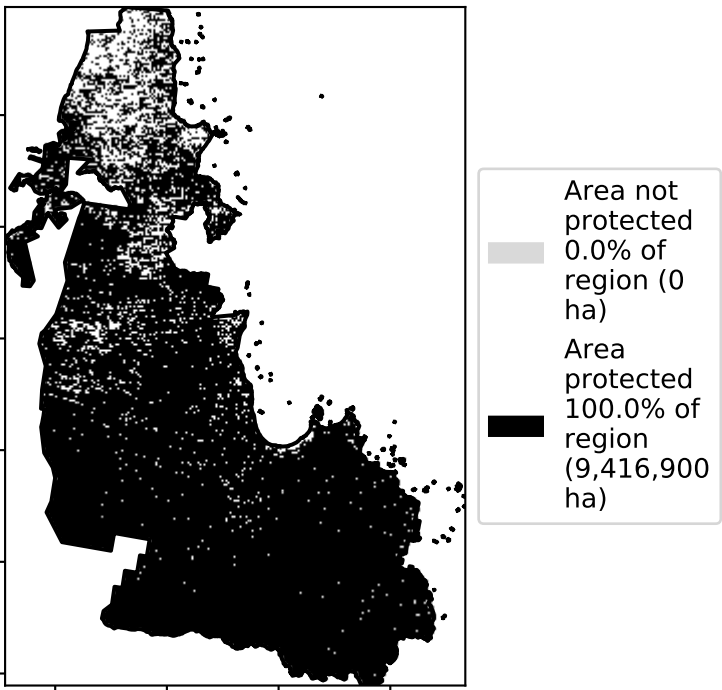 Area not
protected
0.0% of
region (0
ha)
Area
protected
100.0% of
region
(9,416,900
ha)